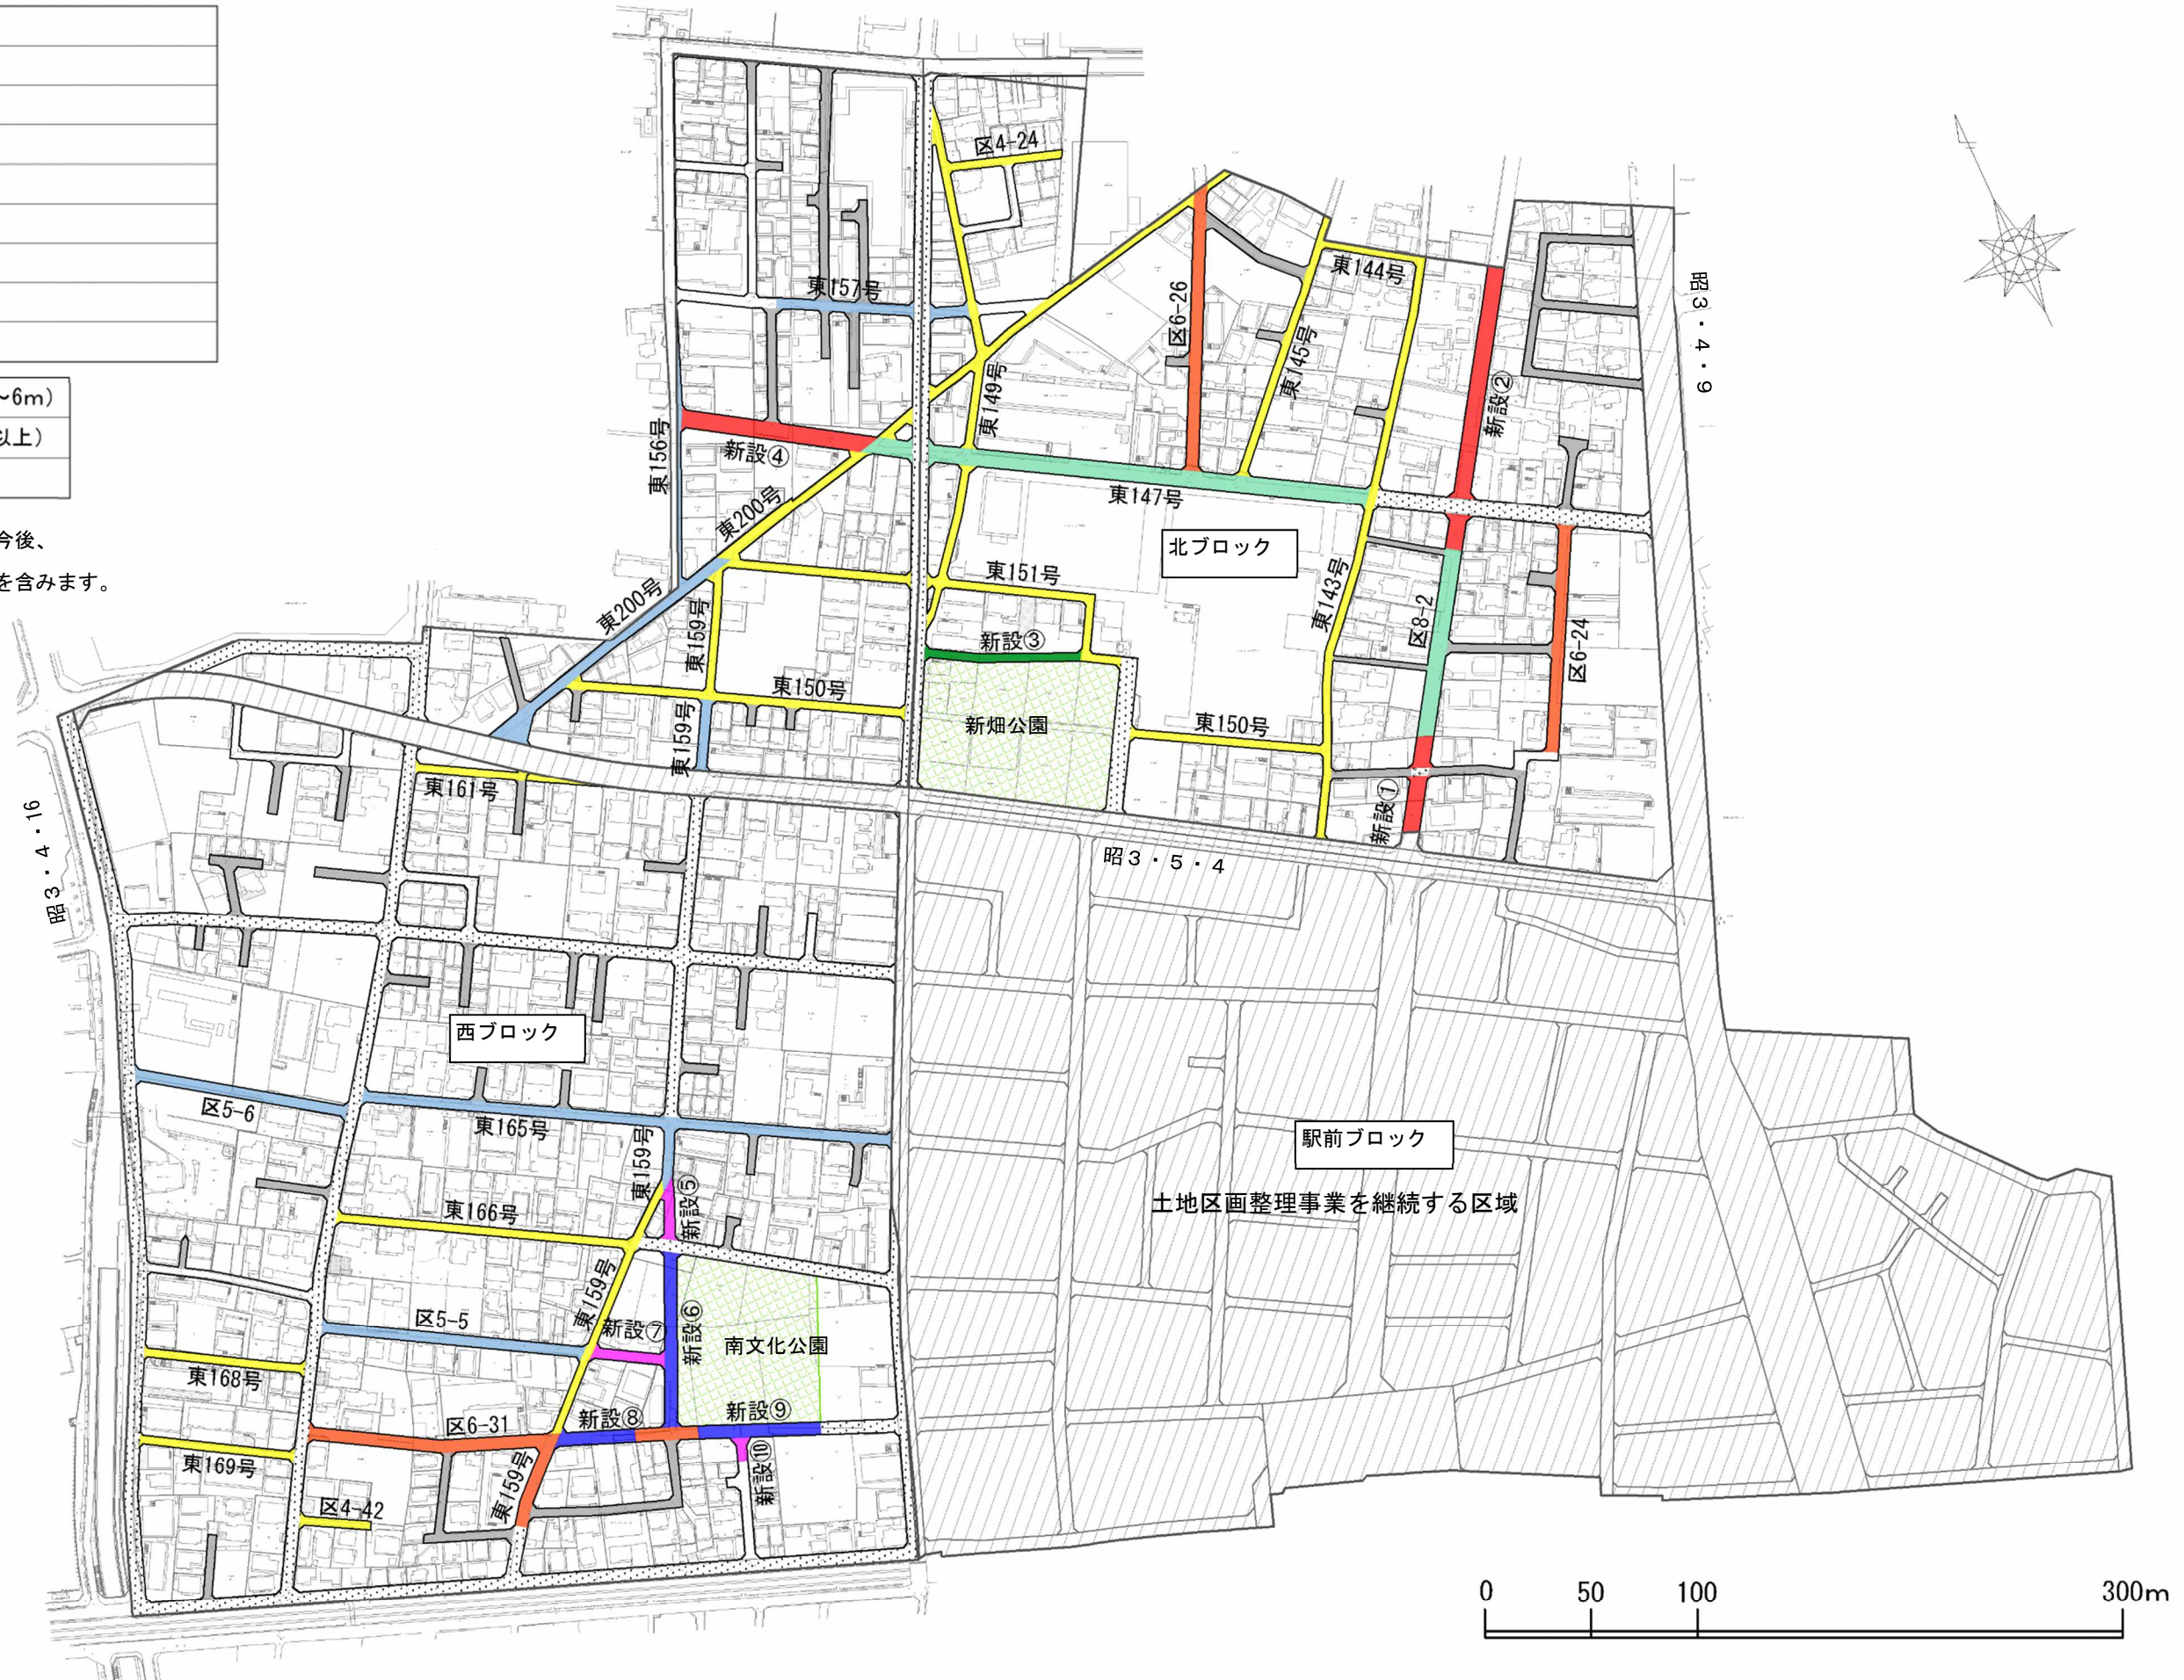 ～6m）
以上）
今後、
を含みます。
区4-24
東157号
区6-26
東144号
東145号
昭3・4・9
新設②
東149号
東156号
新設④
東147号
東200号
北ブロック
東151号
東143号
東200号
東159号
新設③
区8-2
区6-24
東150号
新畑公園
東150号
東159号
東161号
新設①
昭3・4・16
昭3・5・4
西ブロック
区5-6
東165号
東159号
駅前ブロック
土地区画整理事業を継続する区域
新設⑤
東166号
東159号
新設⑥
区5-5
新設⑦
南文化公園
東168号
新設⑧
新設⑨
区6-31
東169号
東159号
新設⑩
区4-42
0 50 100 300m